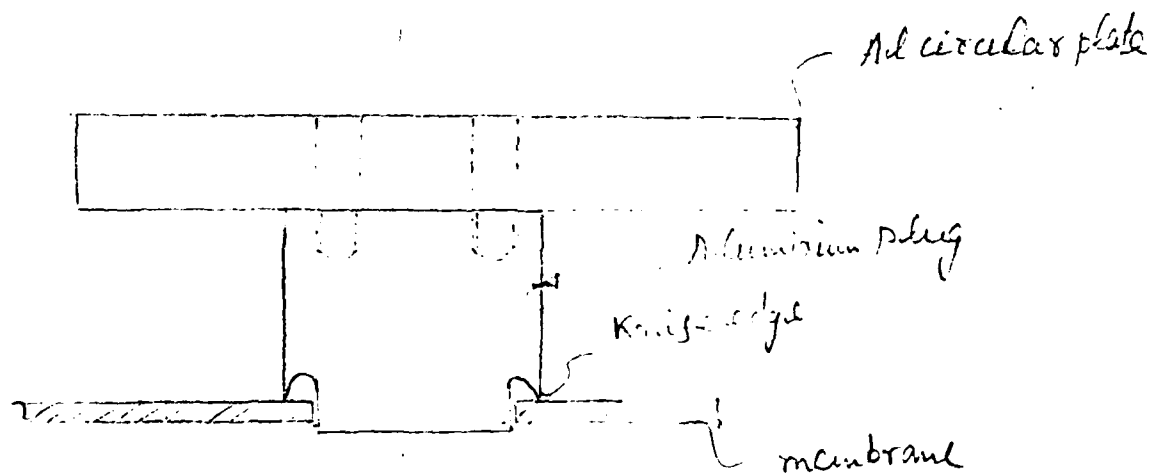 Al circular plate
Aluminium plug
Knife edge
membrane